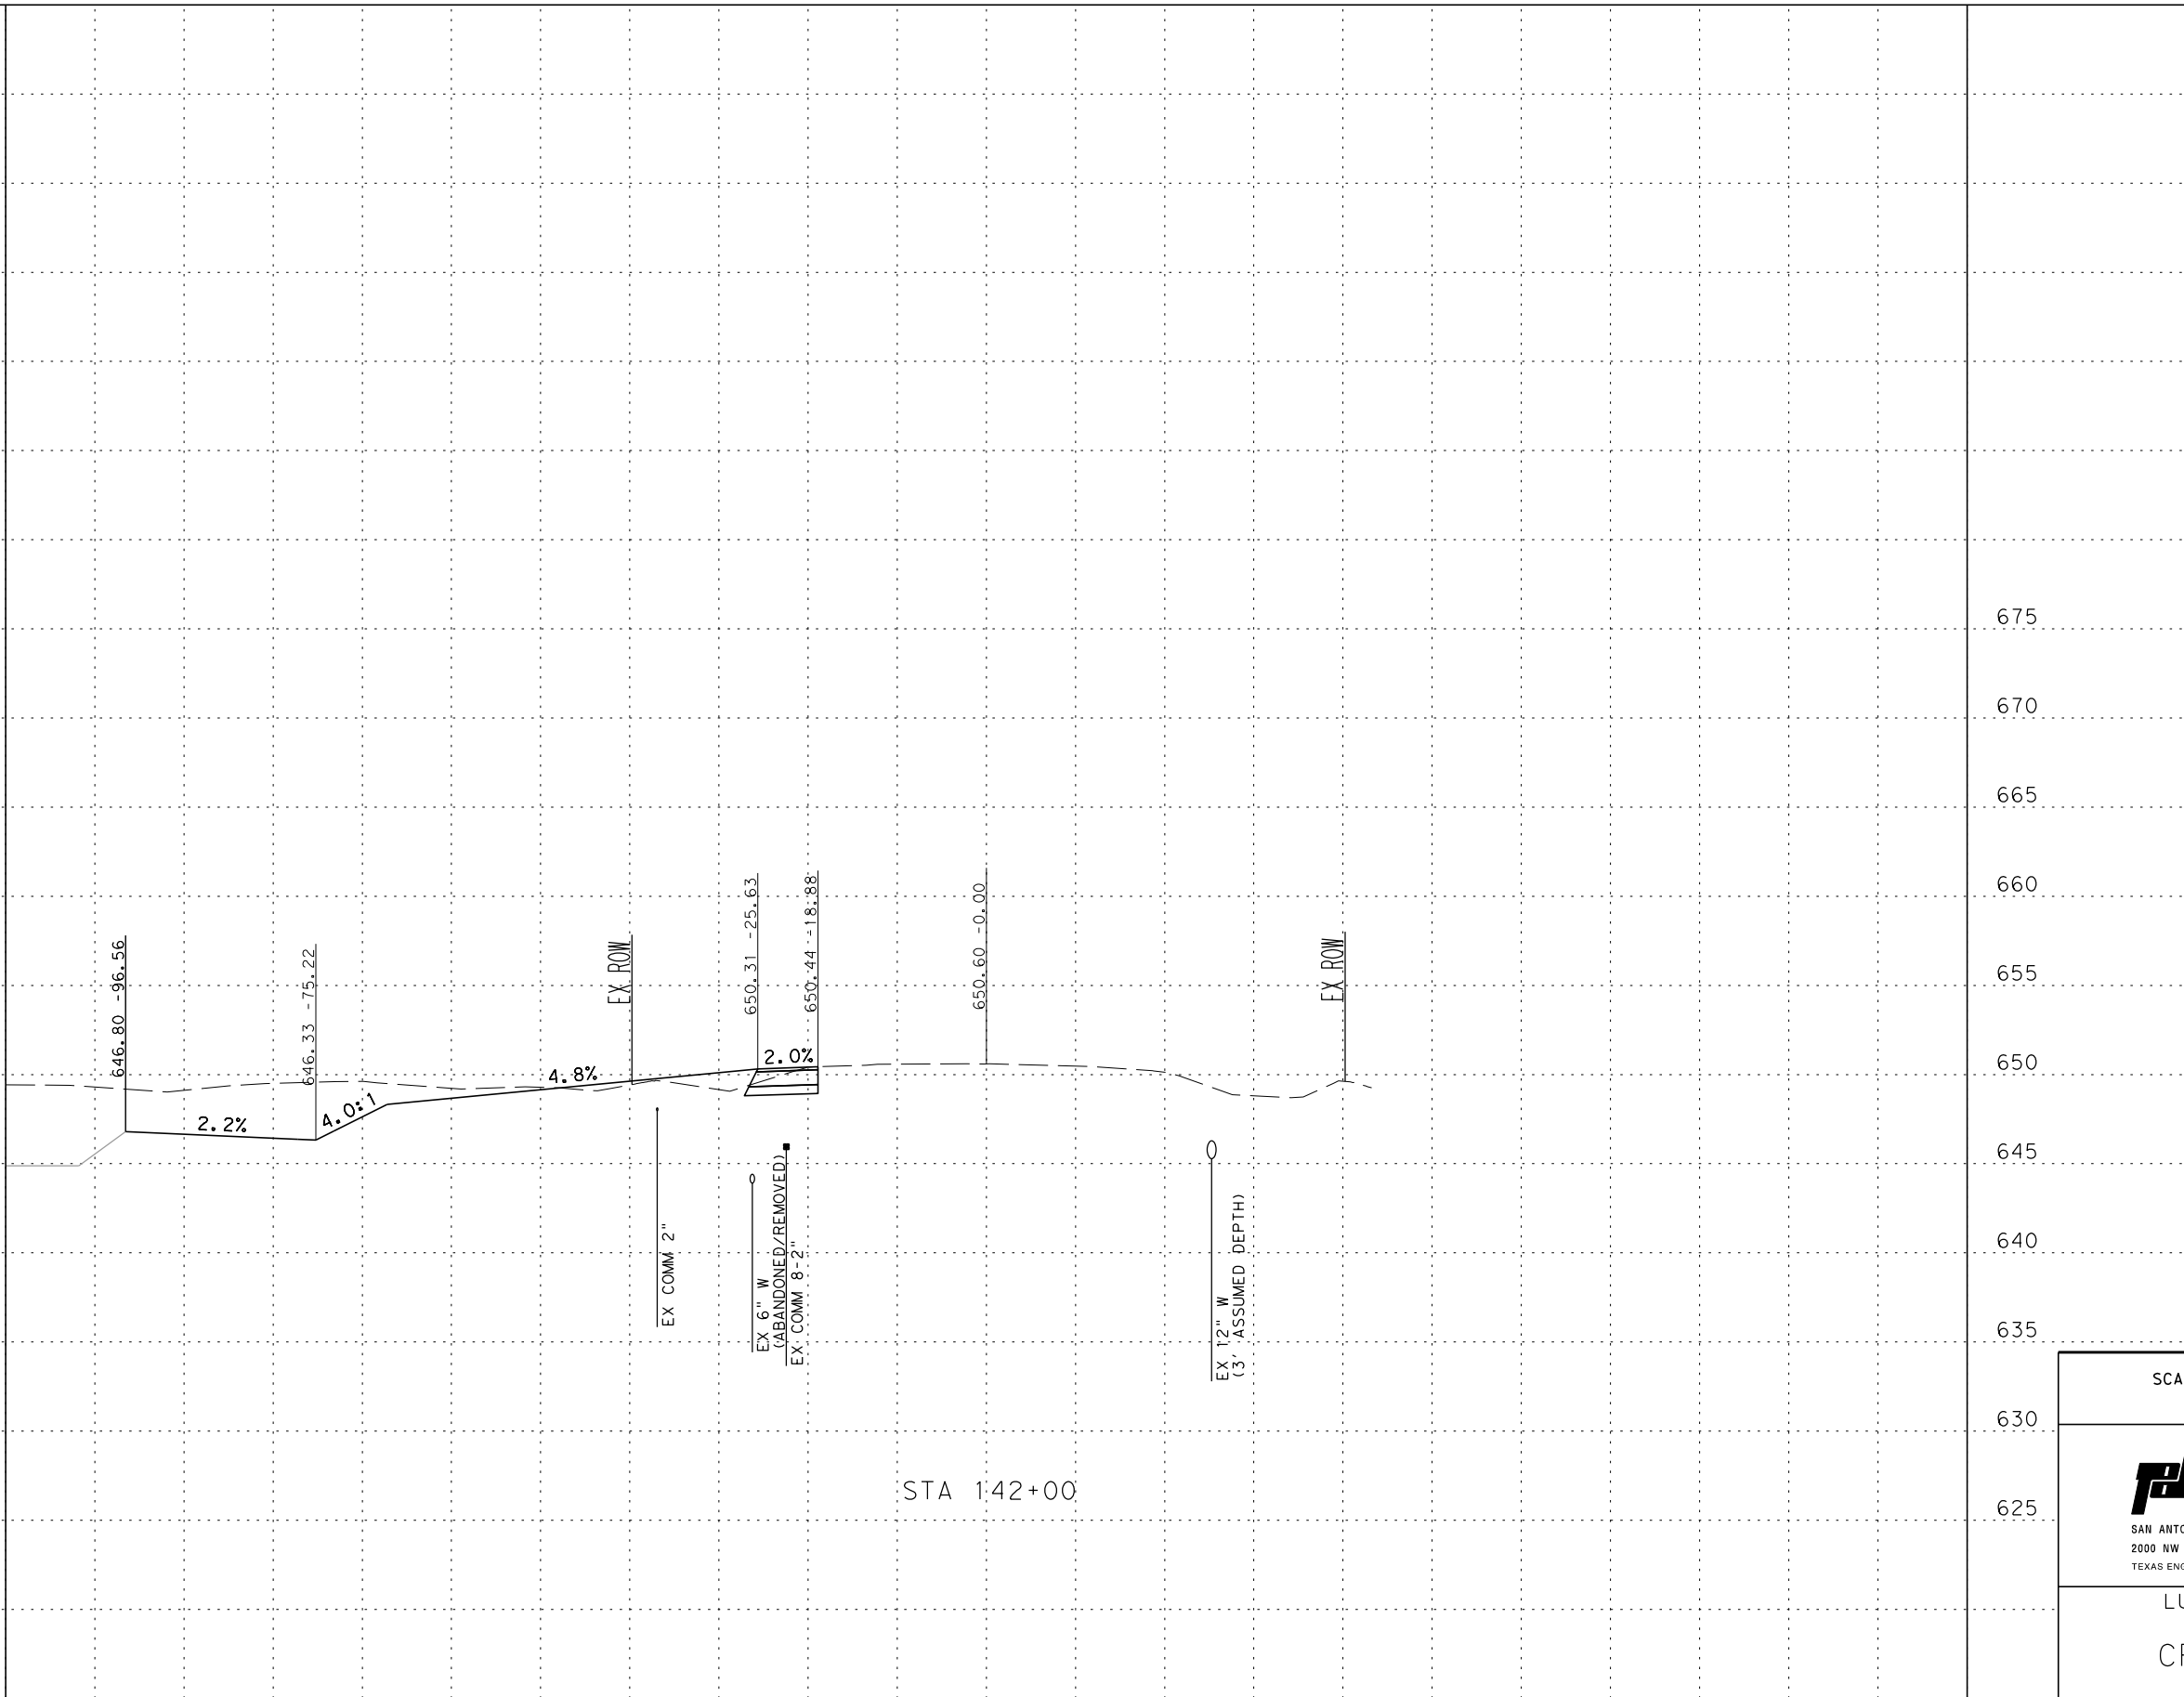 675
670
665
660
655
650
645
640
635
630
625
646.80 -96.56
646.33 -75.22
EX ROW
650.31 -25.63
650.44 -18.88
650.60 -0.00
EX ROW
2.2%
4.0:1
4.8%
2.0%
EX COMM 2"
EX 6" W
(ABANDONED/REMOVED)
EX COMM 8-2"
EX 12" W
(3' ASSUMED DEPTH)
STA 142+00
SCA
SAN ANTO
2000 NW
TEXAS ENG
LU